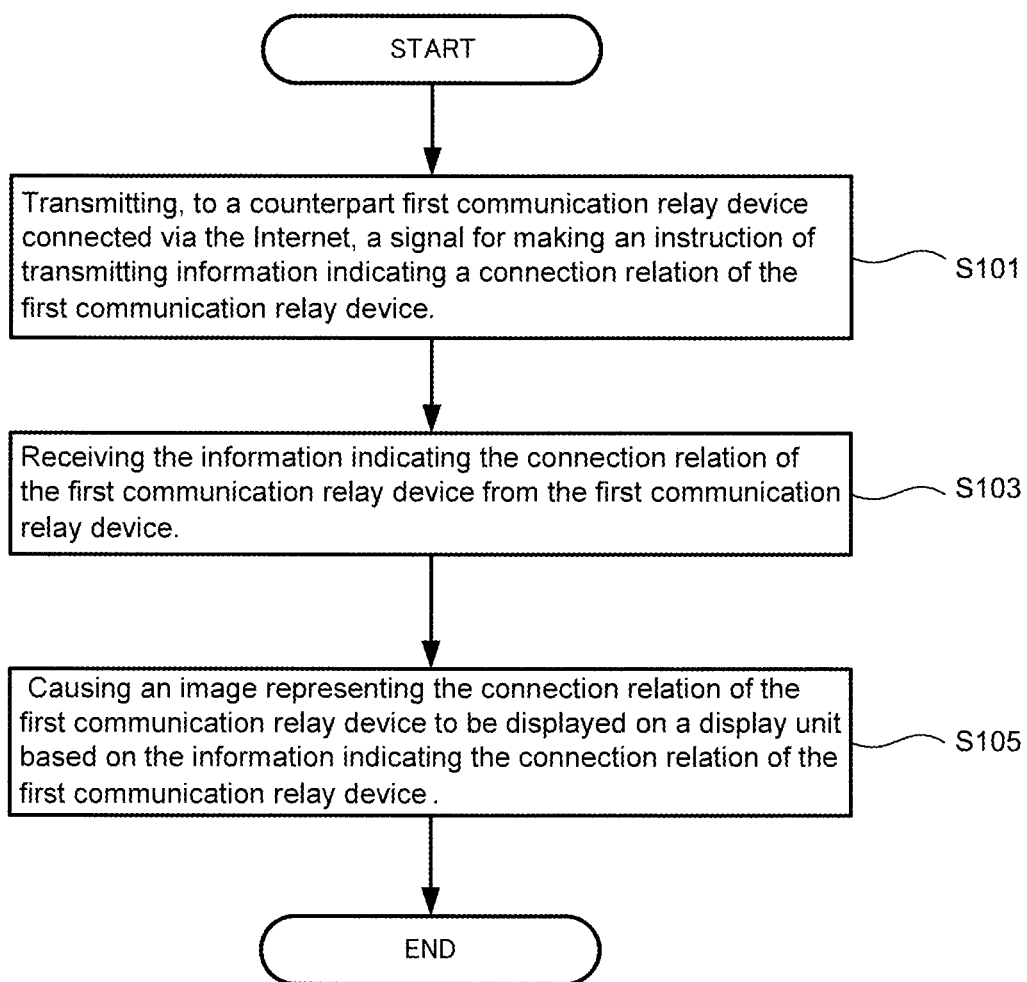 START
Transmitting, to a counterpart first communication relay device
connected via the Internet, a signal for making an instruction of
transmitting information indicating a connection relation of the
first communication relay device.
S101
Receiving the information indicating the connection relation of
the first communication relay device from the first communication
relay device.
S103
Causing an image representing the connection relation of the
first communication relay device to be displayed on a display unit
based on the information indicating the connection relation of the
first communication relay device .
S105
END